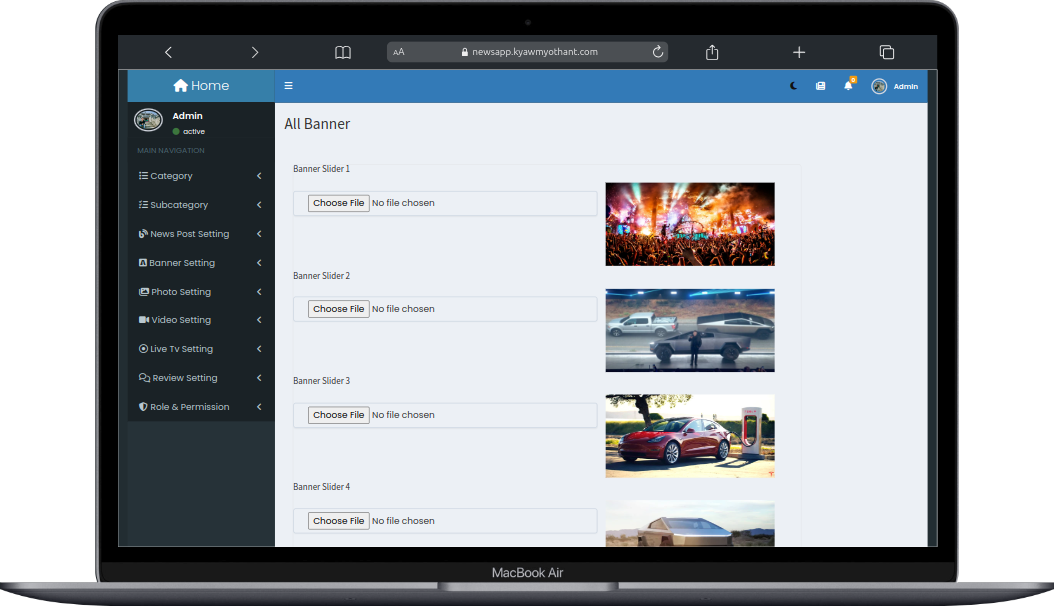 AA newsapp.kyawmyothant.com
Home
Admin
Admin
active
MAIN NAVIGATION
Category
Subcategory
News Post Setting
Banner Setting
Photo Setting
Video Setting
Live Tv Setting
Review Setting
Role & Permission
All Banner
Banner Slider 1
Choose File No file chosen
Banner Slider 2
Choose File No file chosen
Banner Slider 3
Choose File No file chosen
Banner Slider 4
Choose File No file chosen
MacBook Air